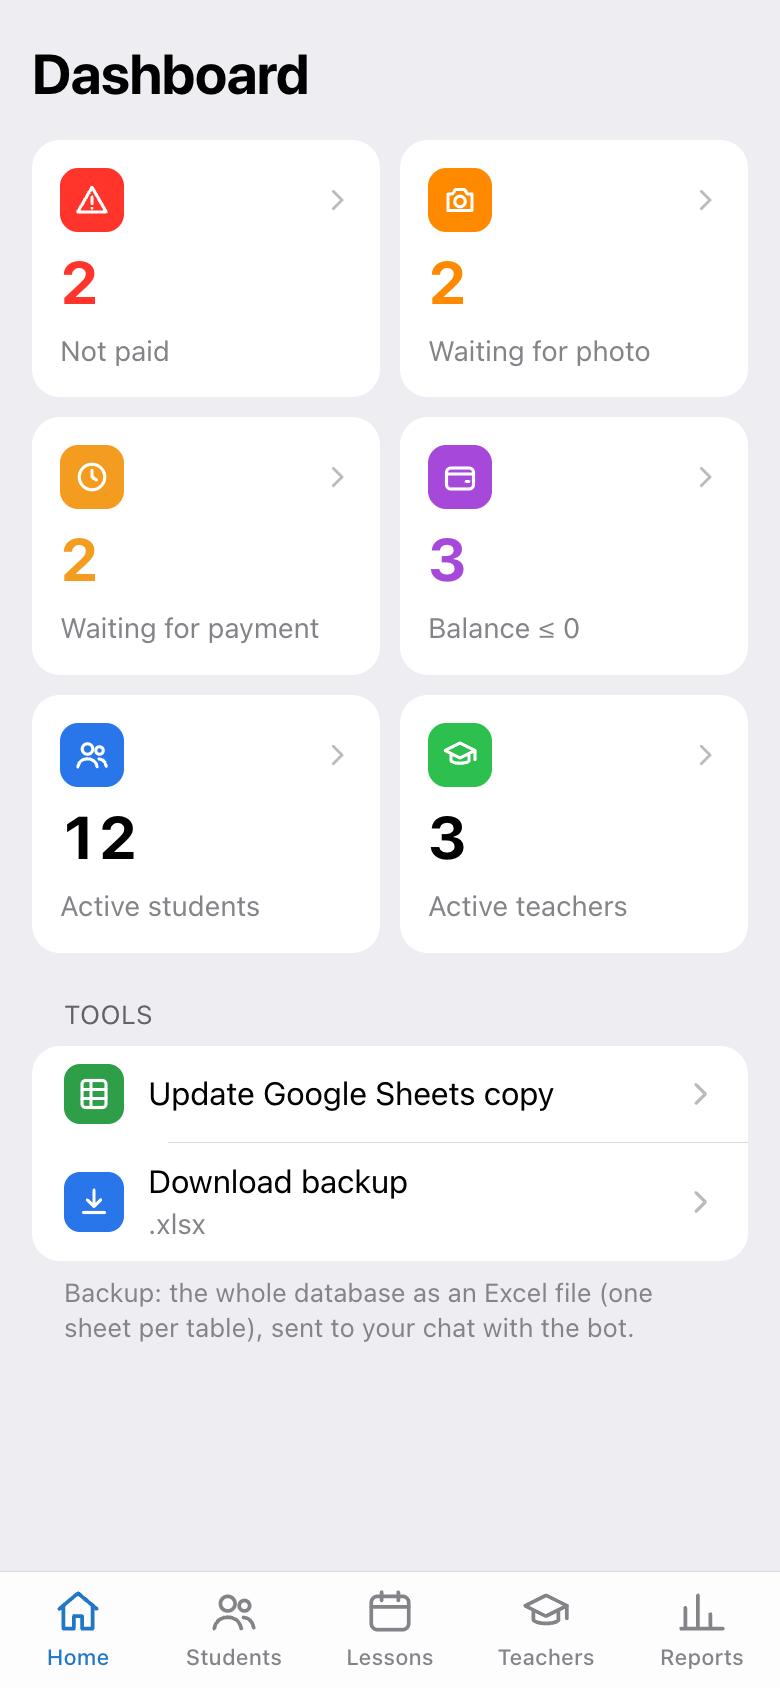 Dashboard
2
Not paid
2
Waiting for photo
2
Waiting for payment
3
Balance ≤ 0
12
Active students
3
Active teachers
TOOLS
Update Google Sheets copy
Download backup
.xlsx
Backup: the whole database as an Excel file (one
sheet per table), sent to your chat with the bot.
Home
Students
Lessons
Teachers
Reports